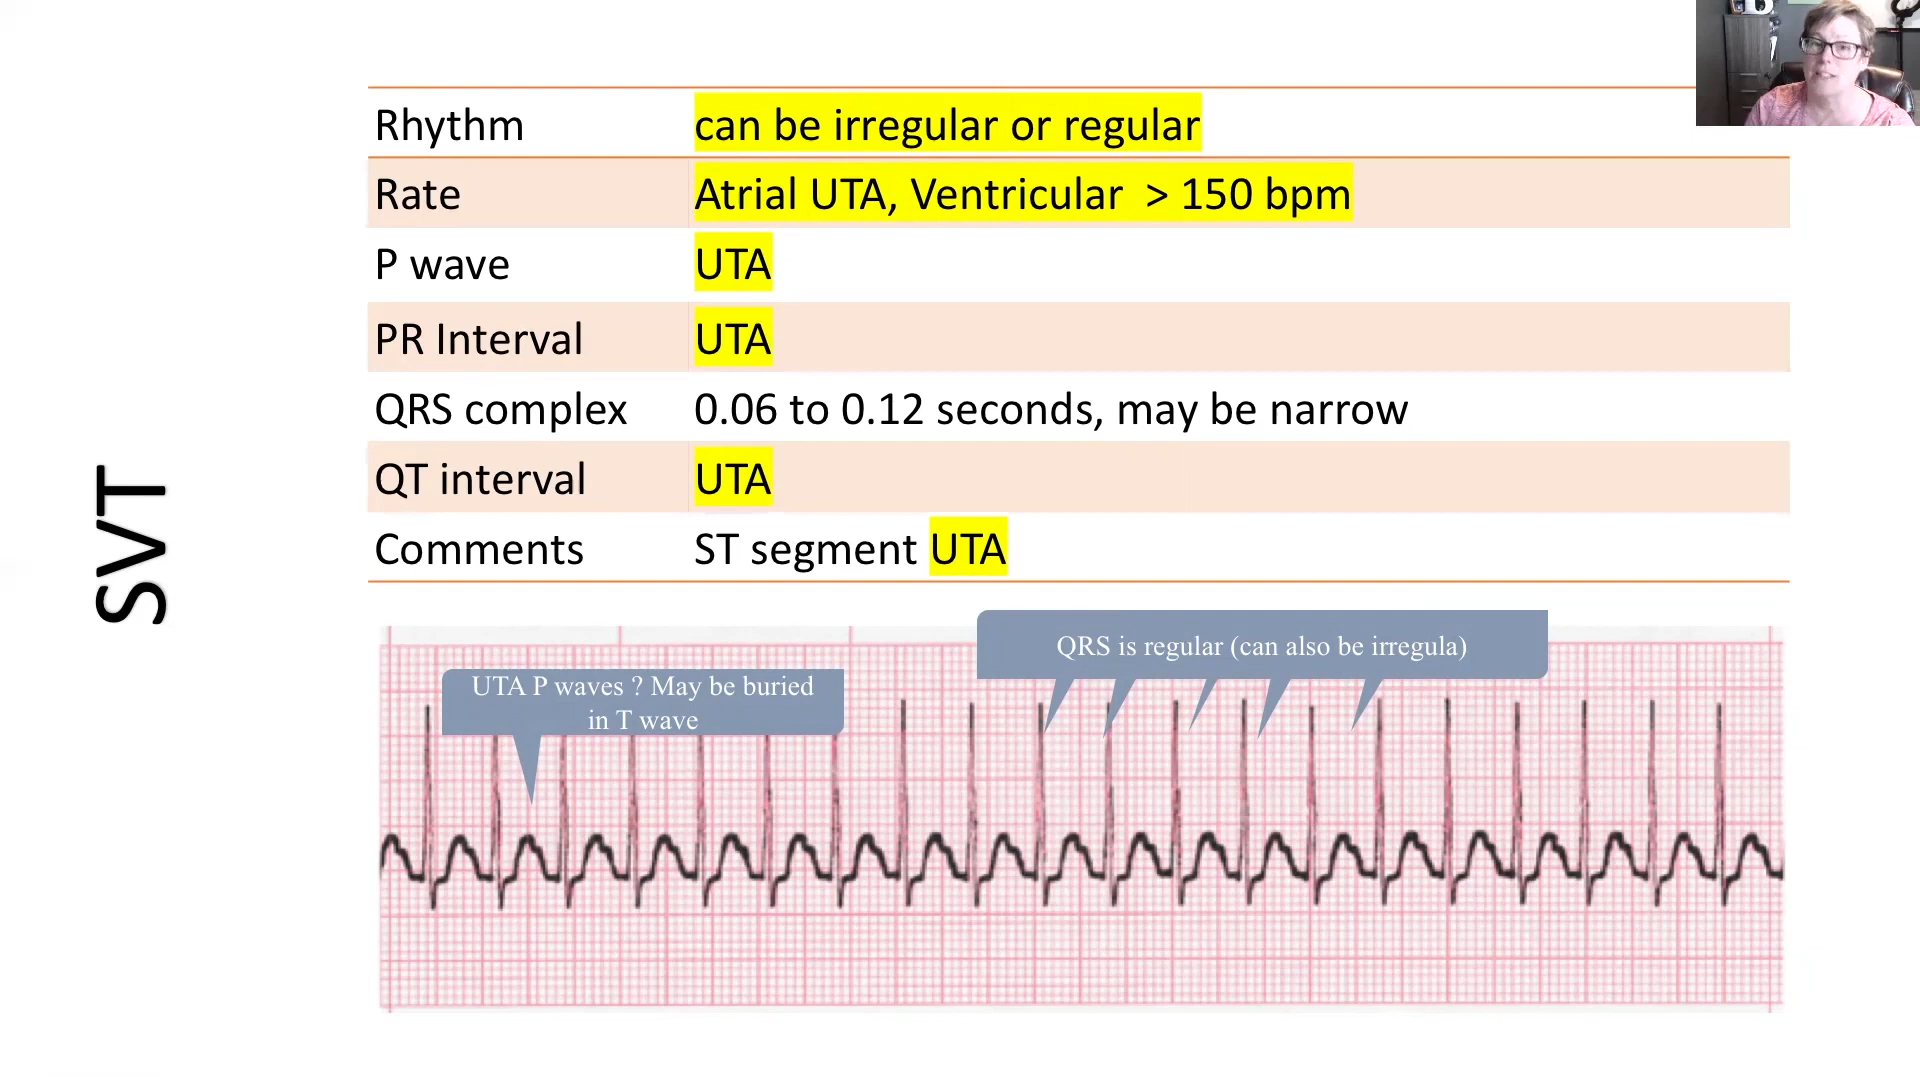 SVT
Rhythm can be irregular or regular
Rate Atrial UTA, Ventricular > 150 bpm
P wave UTA
PR Interval UTA
QRS complex 0.06 to 0.12 seconds, may be narrow
QT interval UTA
Comments ST segment UTA
QRS is regular (can also be irregula)
UTA P waves ? May be buried
in T wave